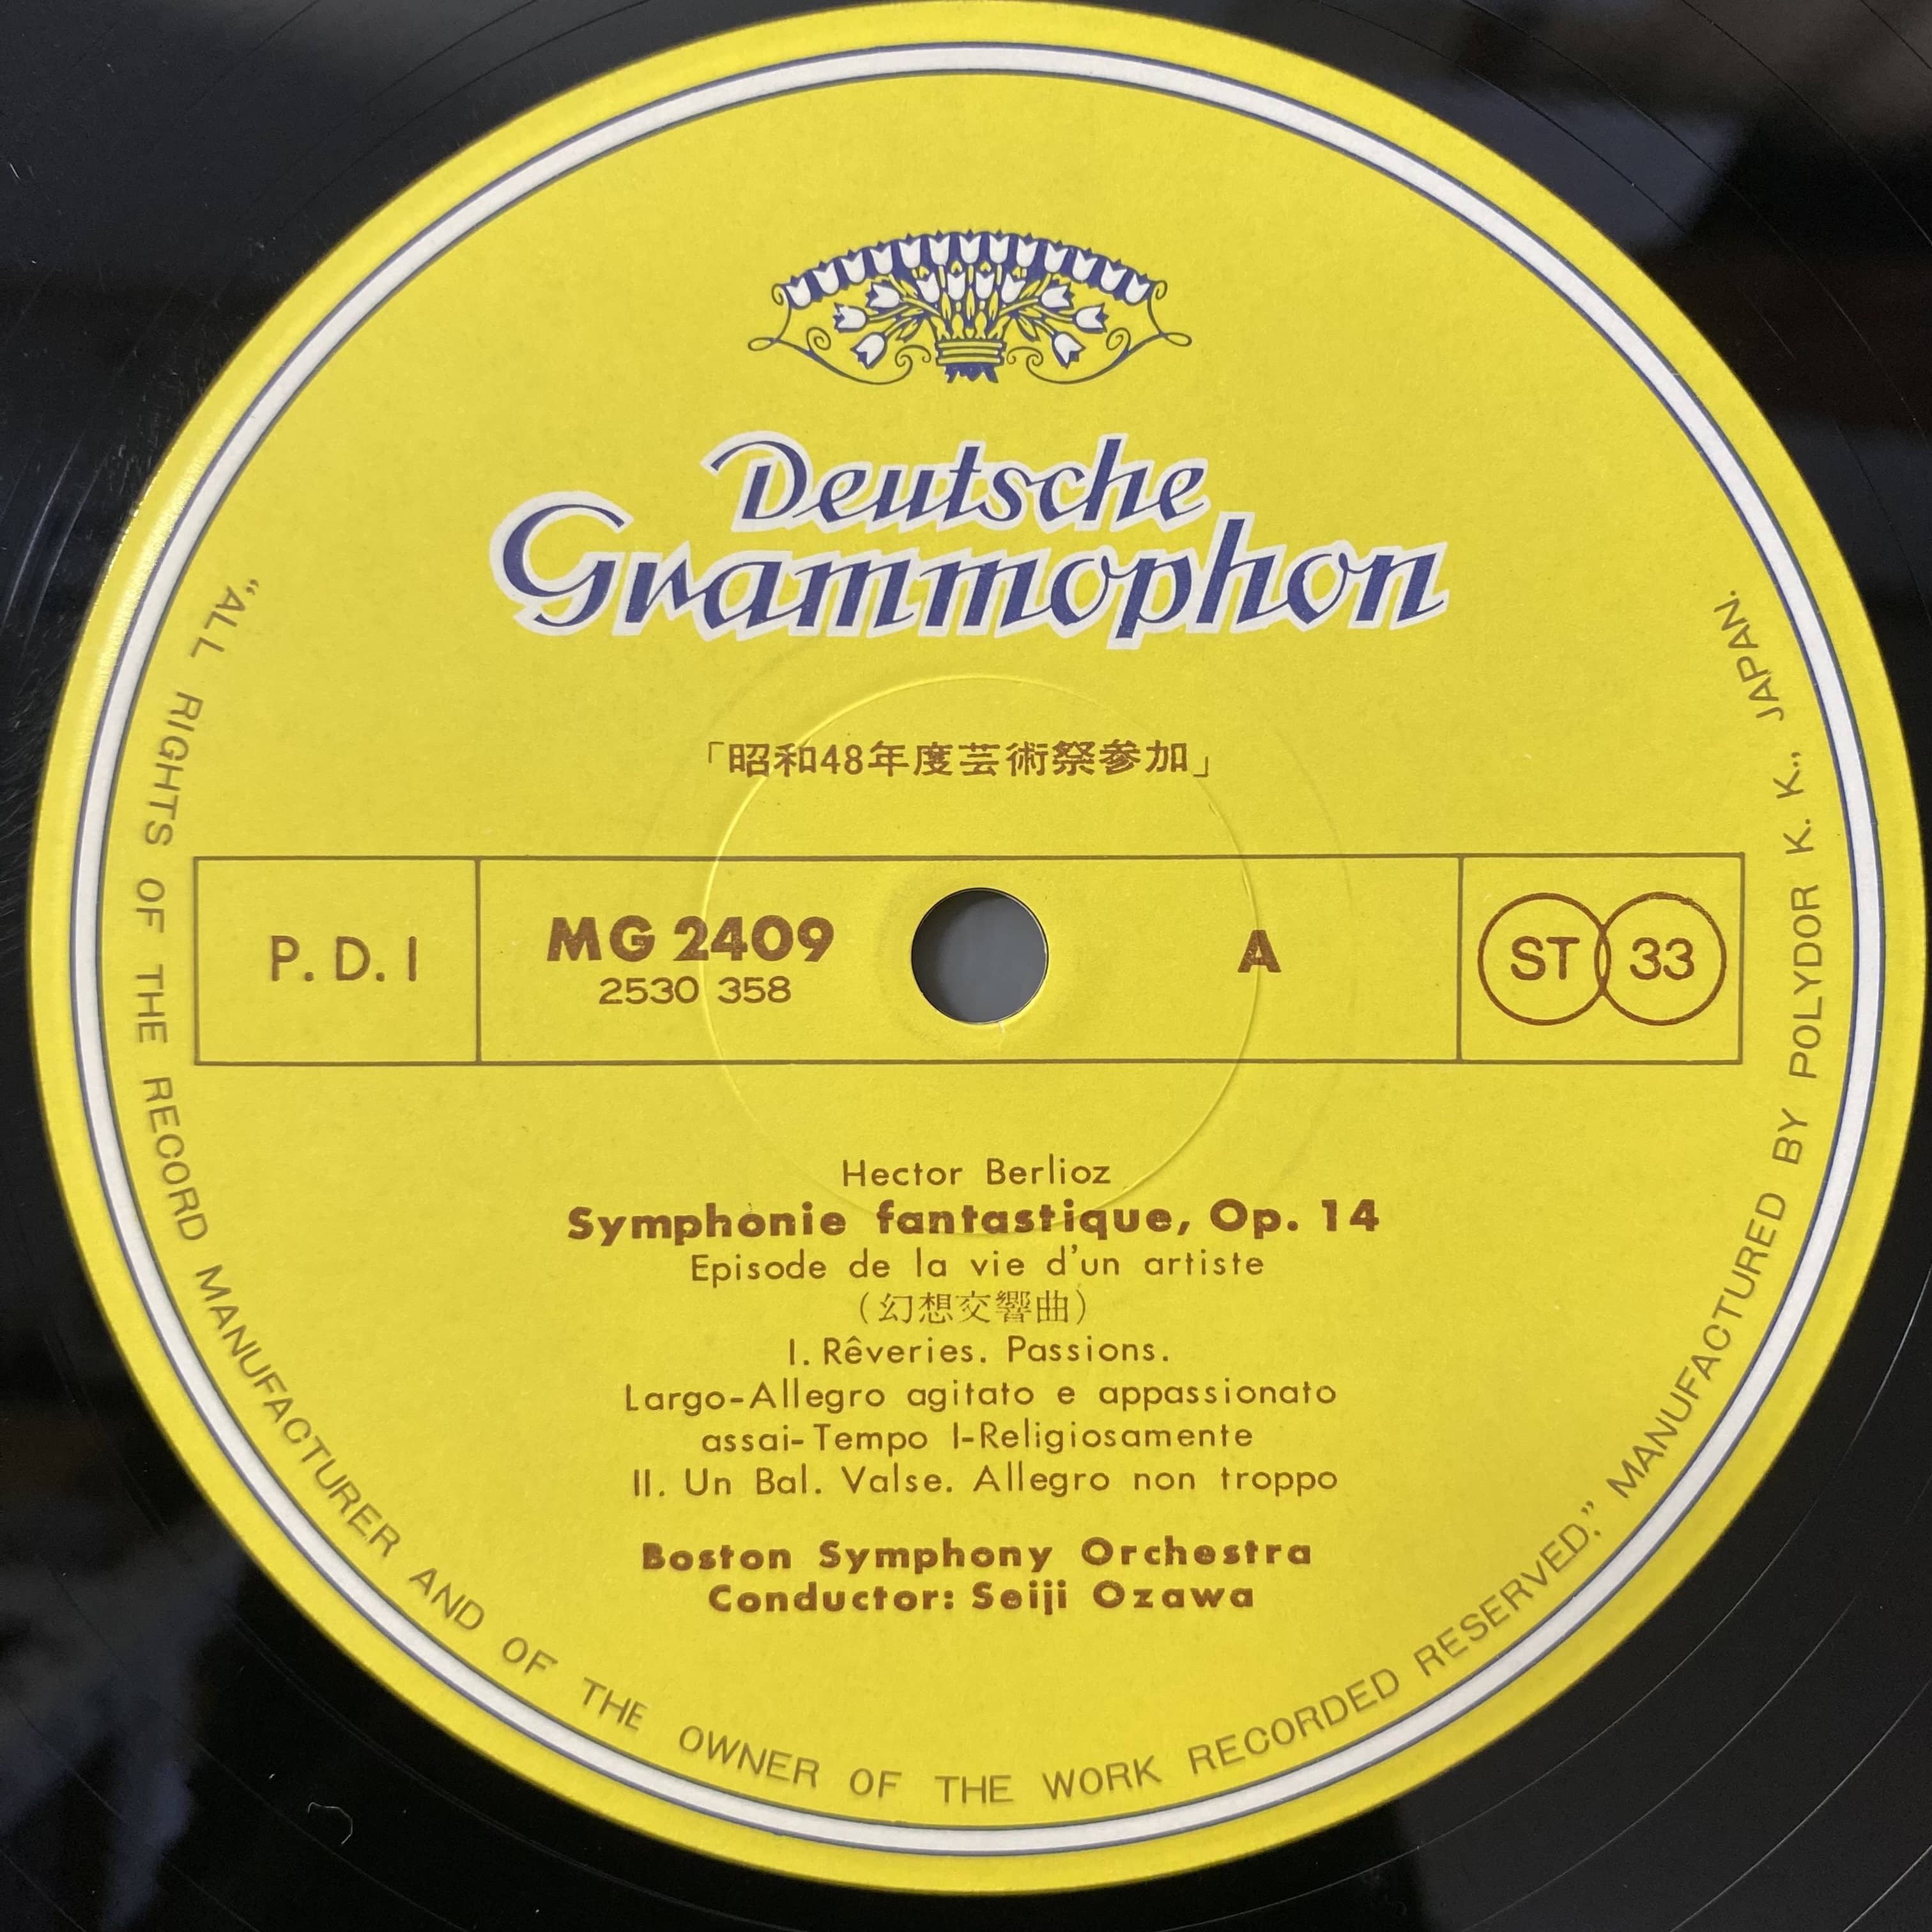 Deutsche
Grammophon
「昭和48年度芸術祭参加」
P. D. I
MG 2409
2530 358
A
ST 33
Hector Berlioz
Symphonie fantastique, Op. 14
Episode de la vie d'un artiste
(幻想交響曲)
I. Rêveries. Passions.
Largo-Allegro agitato e appassionato
assai-Tempo I-Religiosamente
II. Un Bal. Valse. Allegro non troppo
Boston Symphony Orchestra
Conductor: Seiji Ozawa
"ALL RIGHTS OF THE RECORD MANUFACTURER AND OF THE OWNER OF THE WORK RECORDED RESERVED." MANUFACTURED BY POLYDOR K. K., JAPAN.